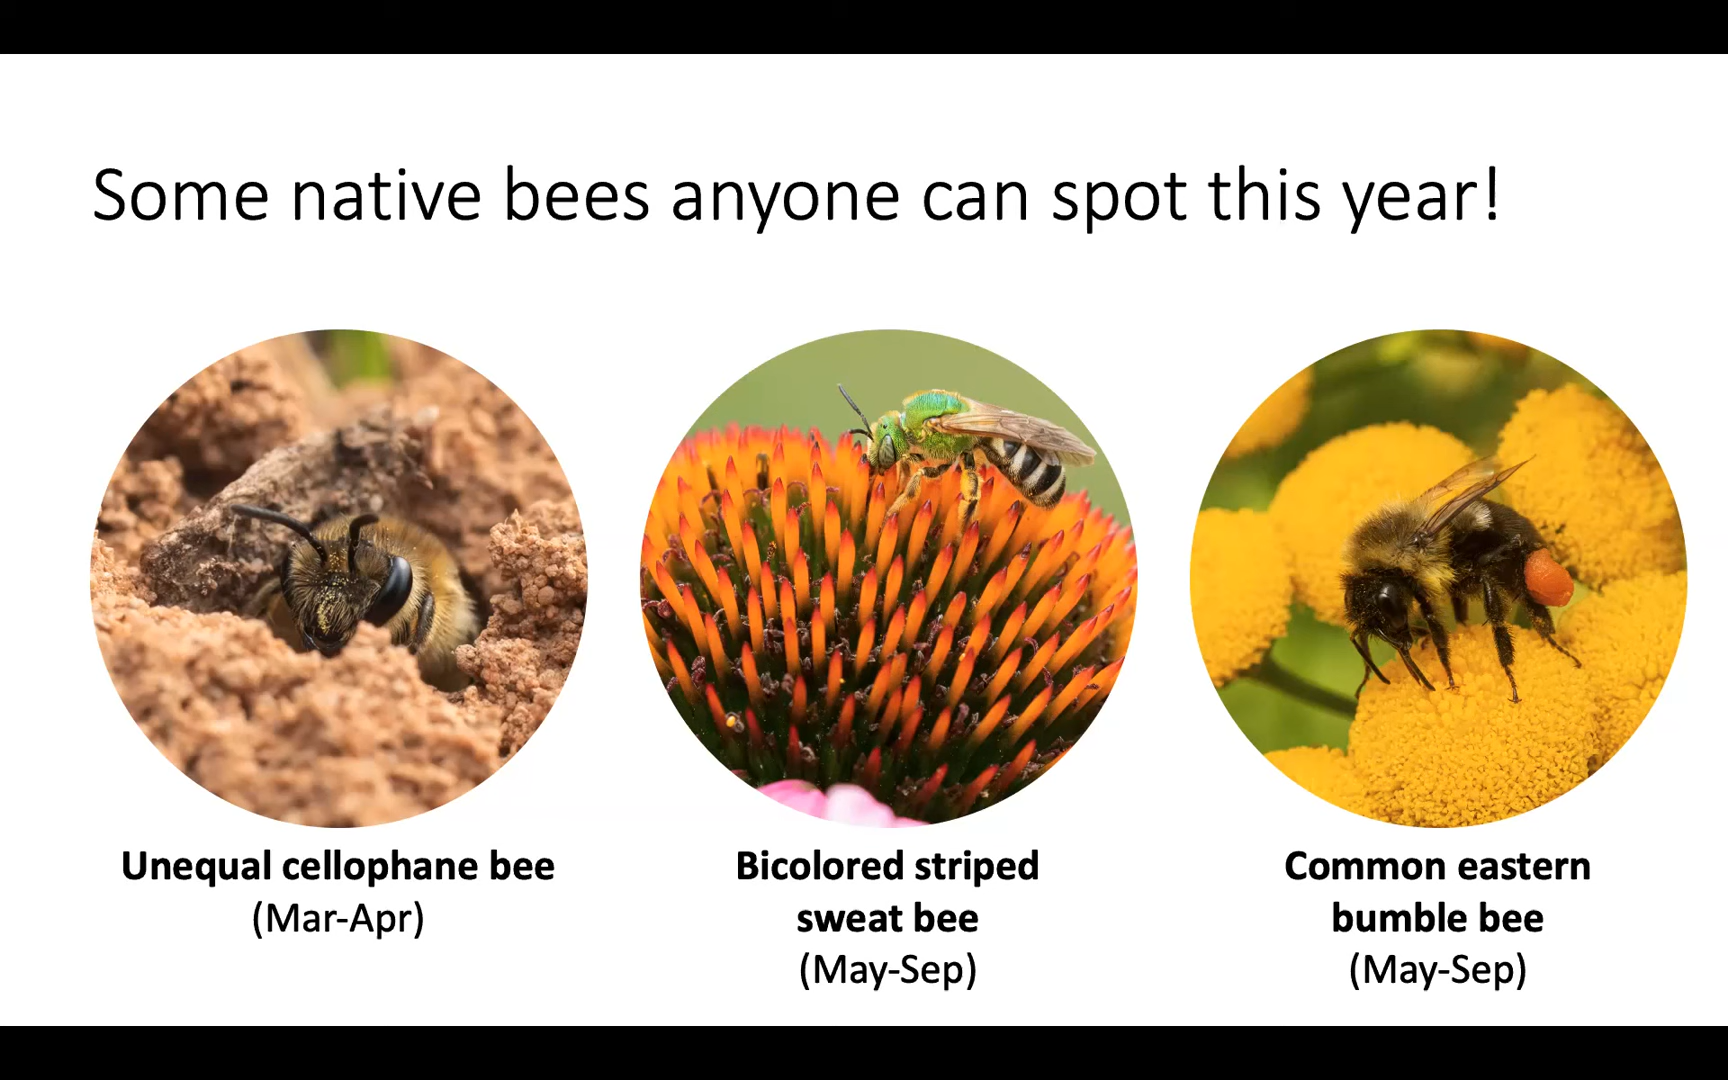 Some native bees anyone can spot this year!
Unequal cellophane bee
(Mar-Apr)
Bicolored striped
sweat bee
(May-Sep)
Common eastern
bumble bee
(May-Sep)